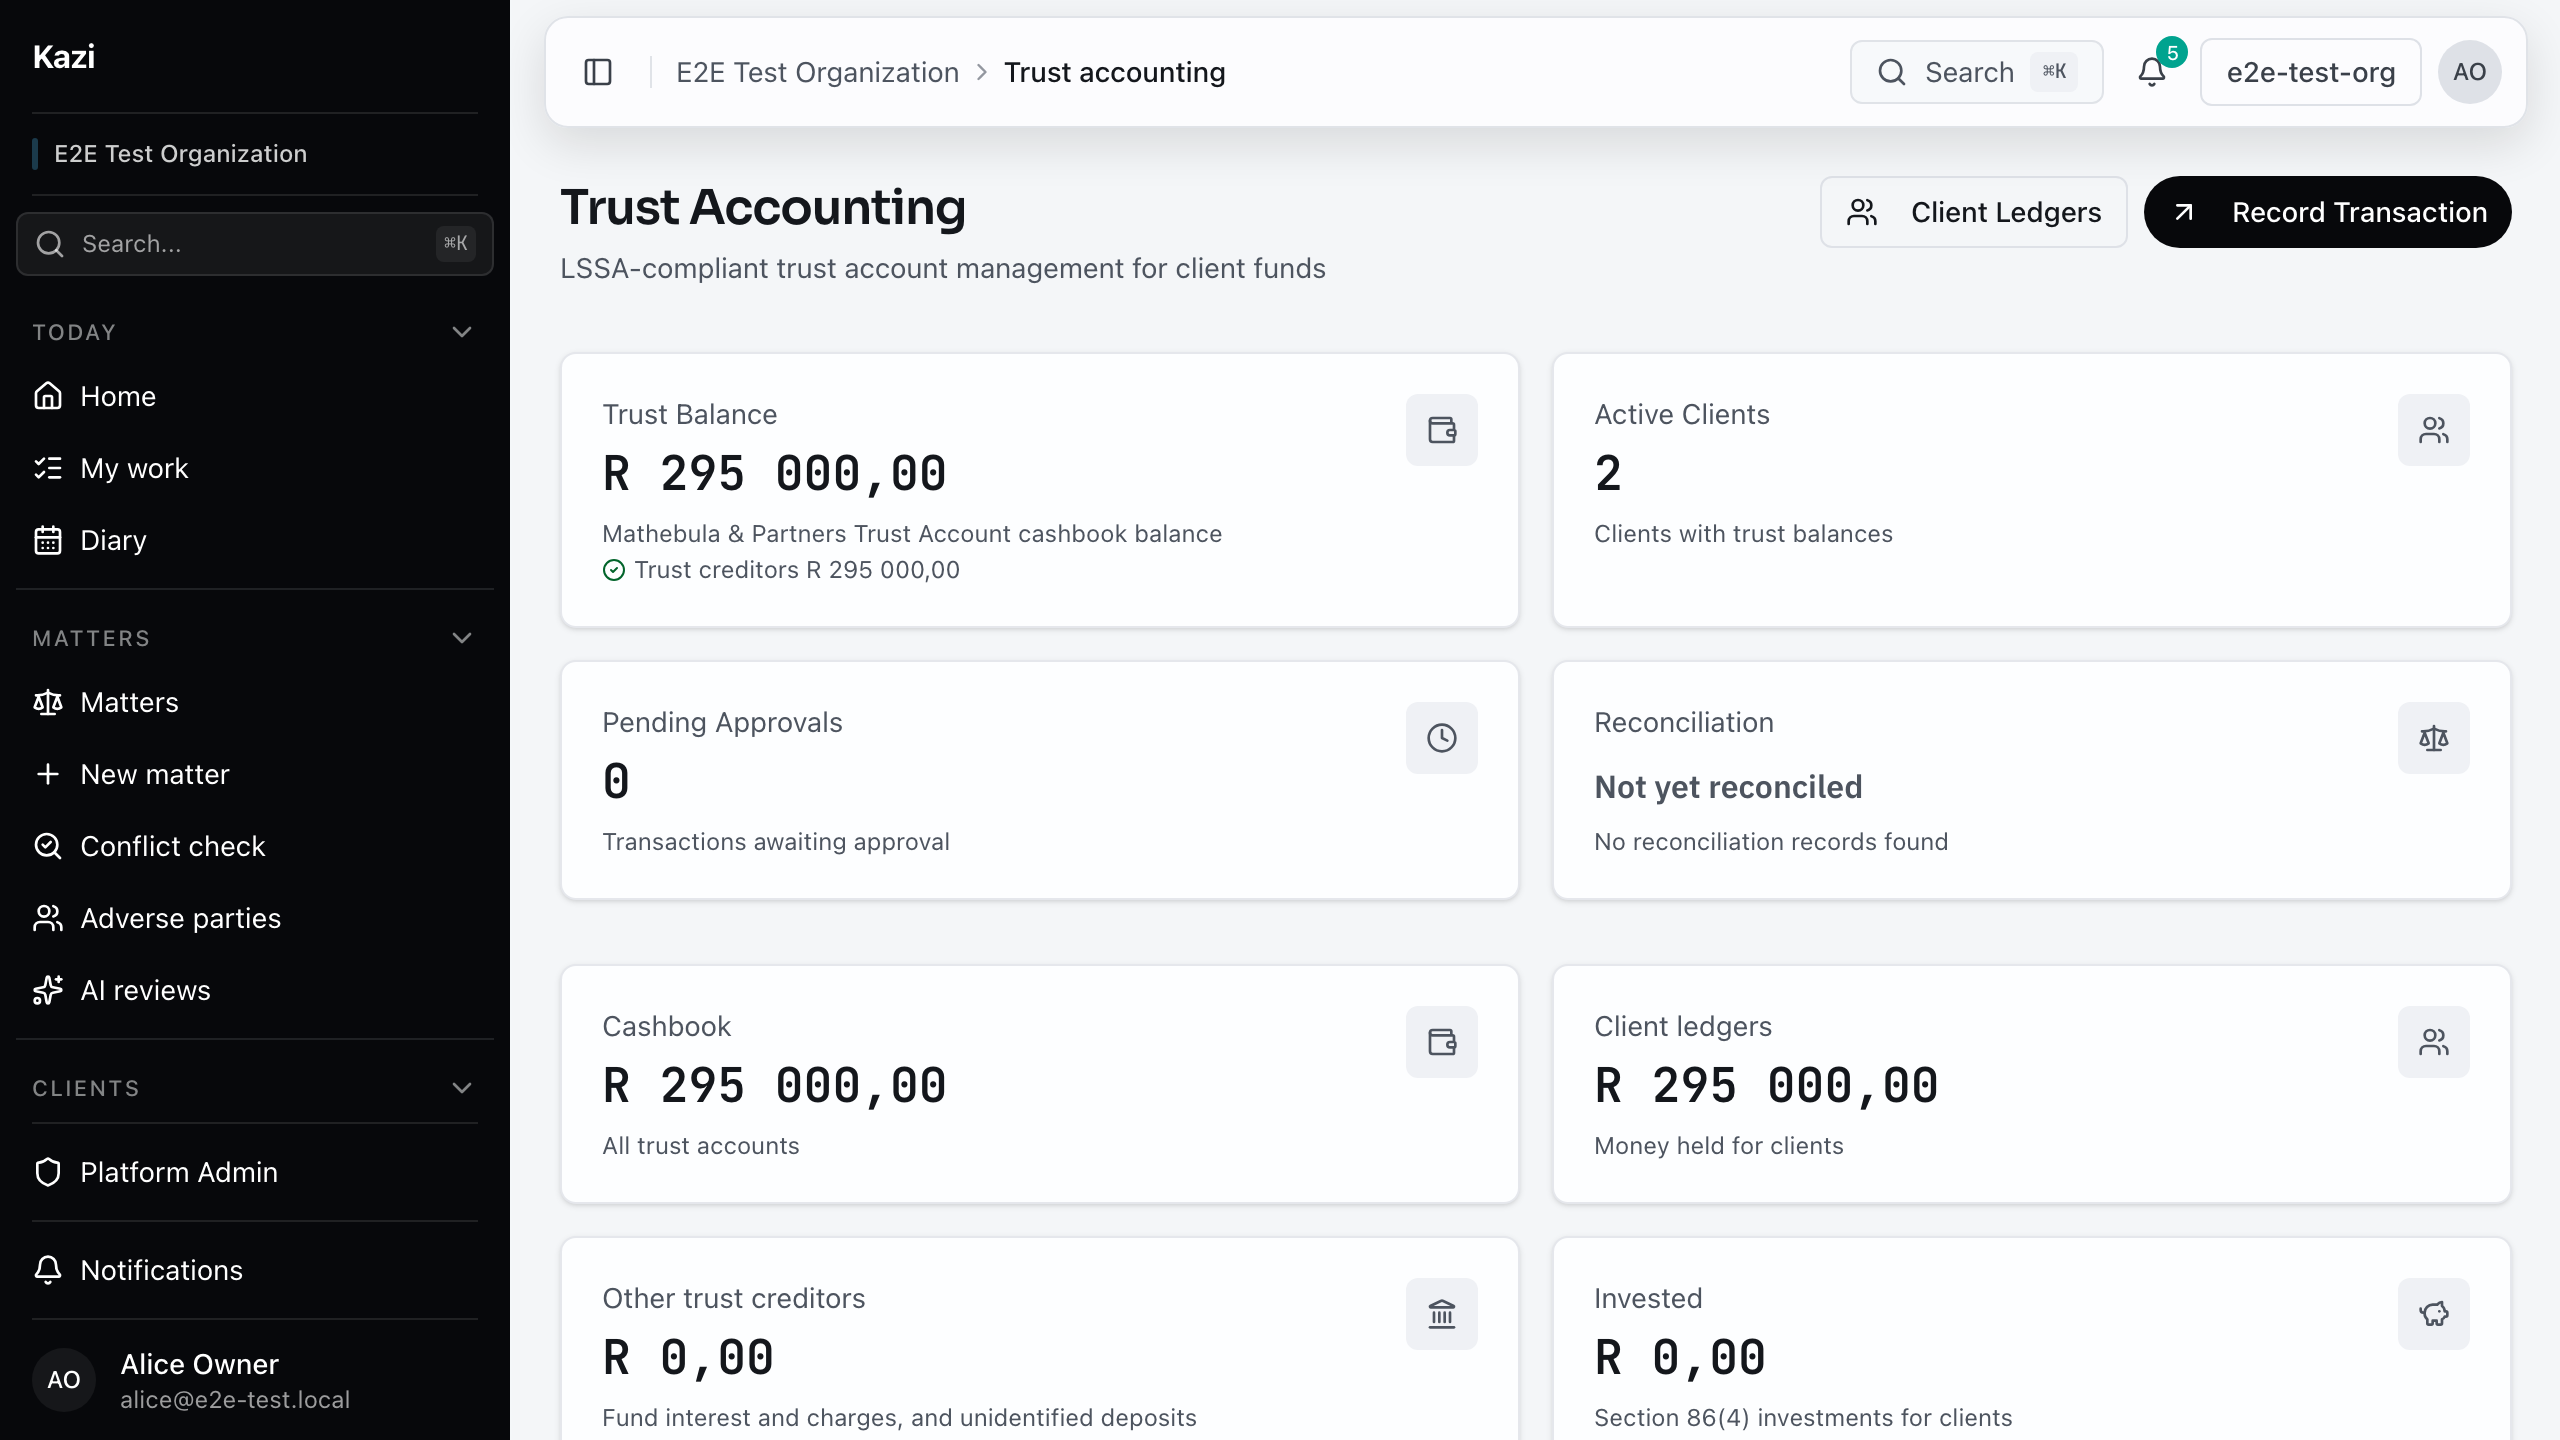 Kazi
E2E Test Organization
Search...
⌘K
TODAY
Home
My work
Diary
MATTERS
Matters
New matter
Conflict check
Adverse parties
AI reviews
CLIENTS
Platform Admin
Notifications
AO
Alice Owner
alice@e2e-test.local
E2E Test Organization
Trust accounting
Search
⌘K
5
e2e-test-org
AO
Trust Accounting
LSSA-compliant trust account management for client funds
Client Ledgers
Record Transaction
Trust Balance
R 295 000,00
Mathebula & Partners Trust Account cashbook balance
Trust creditors R 295 000,00
Active Clients
2
Clients with trust balances
Pending Approvals
0
Transactions awaiting approval
Reconciliation
Not yet reconciled
No reconciliation records found
Cashbook
R 295 000,00
All trust accounts
Client ledgers
R 295 000,00
Money held for clients
Other trust creditors
R 0,00
Fund interest and charges, and unidentified deposits
Invested
R 0,00
Section 86(4) investments for clients